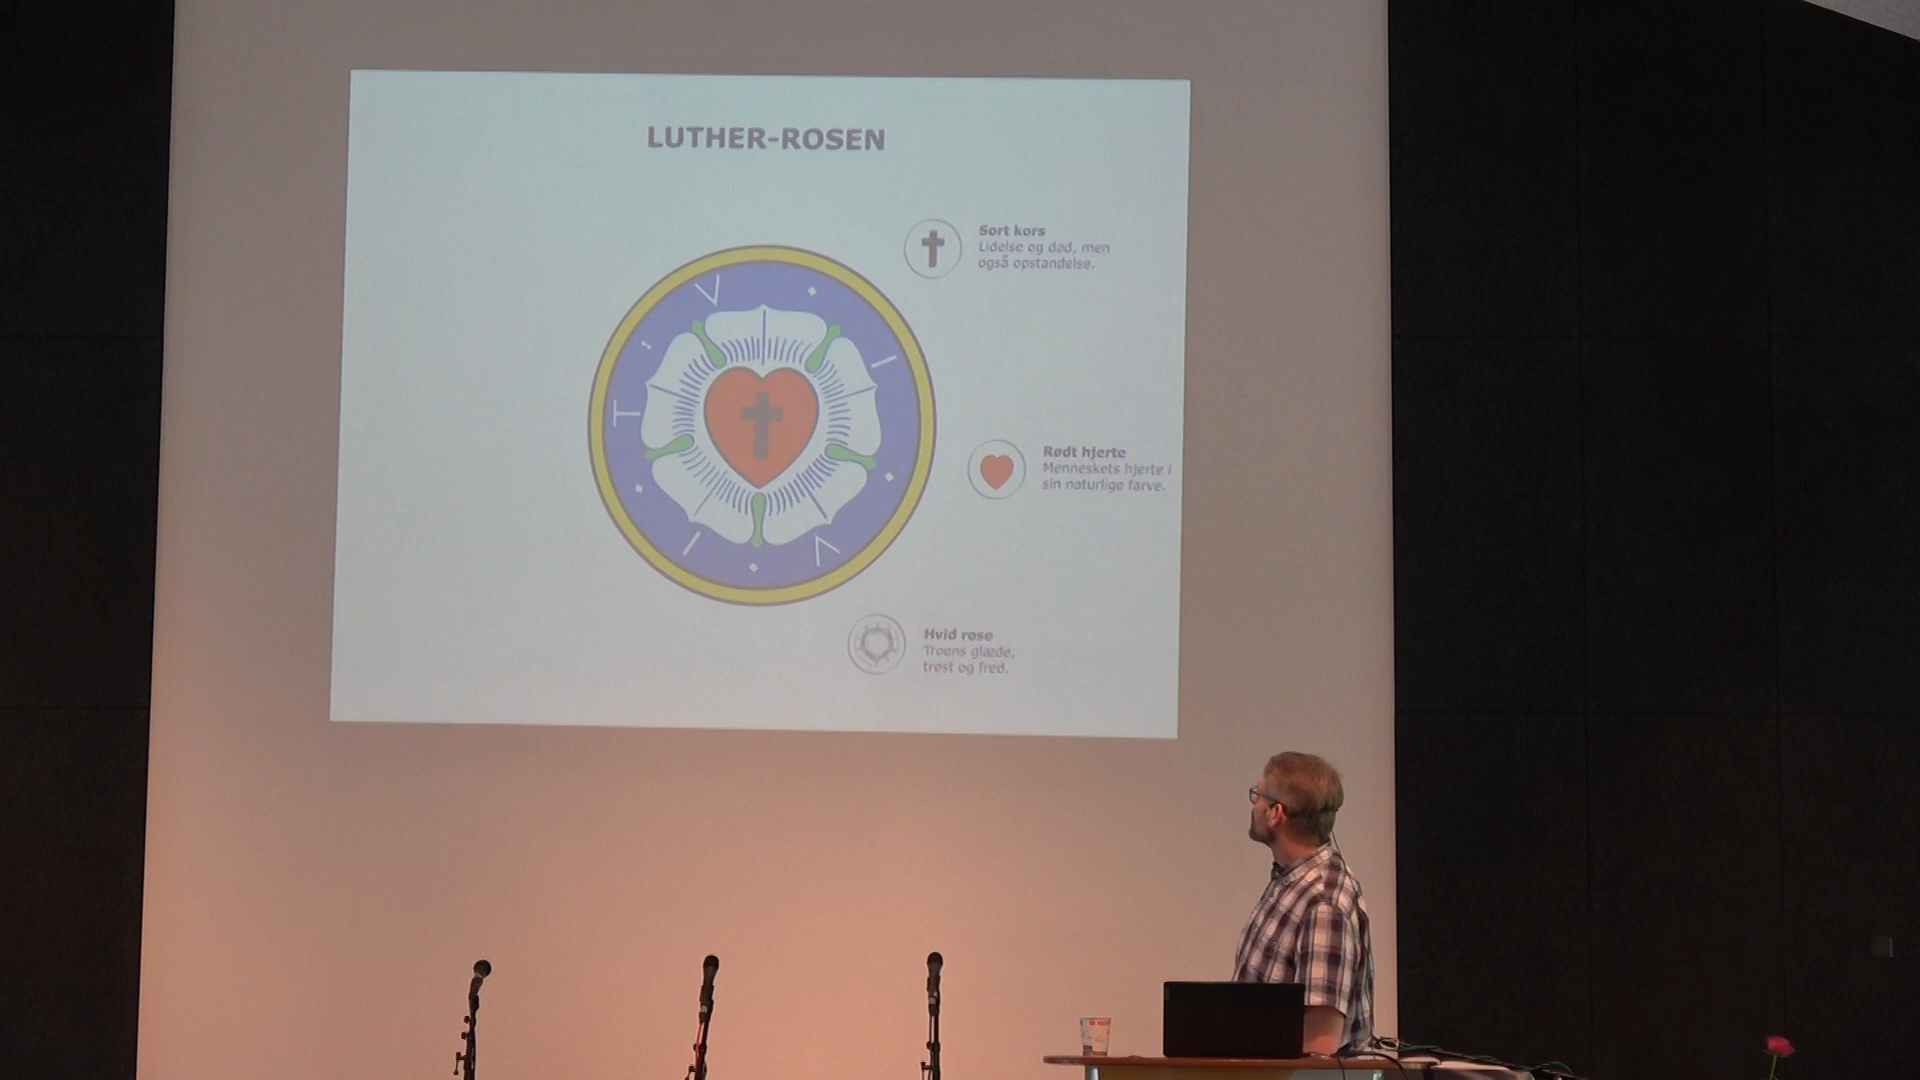 LUTHER-ROSEN
Sort kors
Lidelse og død, men
også opstandelse.
V
I
T
I
V
Rødt hjerte
Menneskets hjerte i
sin naturlige farve.
Hvid rose
Troens glæde,
trøst og fred.